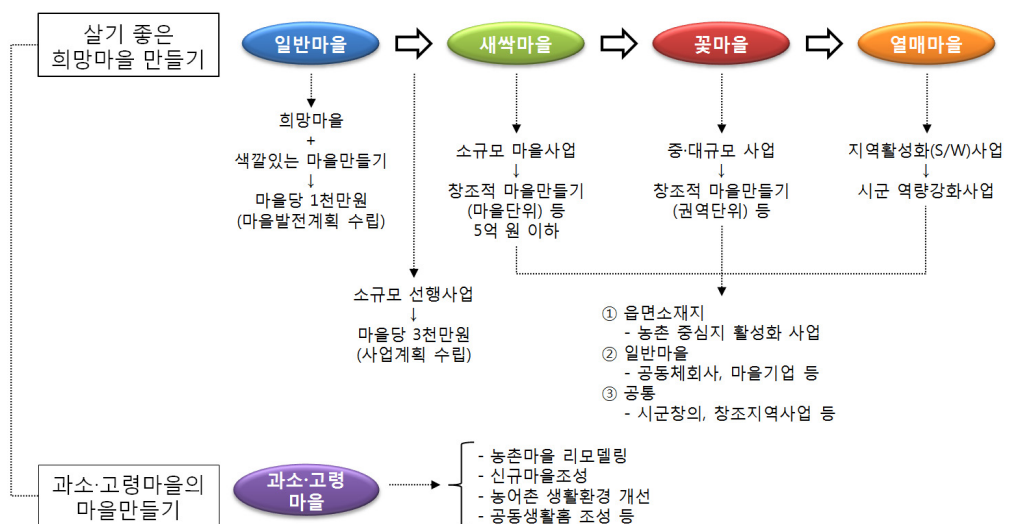 살기 좋은
희망마을 만들기
일반마을
새싹마을
꽃마을
열매마을
희망마을
+
색깔있는 마을만들기
↓
마을당 1천만원
(마을발전계획 수립)
소규모 선행사업
↓
마을당 3천만원
(사업계획 수립)
소규모 마을사업
↓
창조적 마을만들기
(마을단위) 등
5억 원 이하
중·대규모 사업
↓
창조적 마을만들기
(권역단위) 등
지역활성화(S/W)사업
↓
시군 역량강화사업
① 읍면소재지
- 농촌 중심지 활성화 사업
② 일반마을
- 공동체회사, 마을기업 등
③ 공통
- 시군창의, 창조지역사업 등
과소·고령마을의
마을만들기
과소·고령
마을
- 농촌마을 리모델링
- 신규마을조성
- 농어촌 생활환경 개선
- 공동생활홈 조성 등